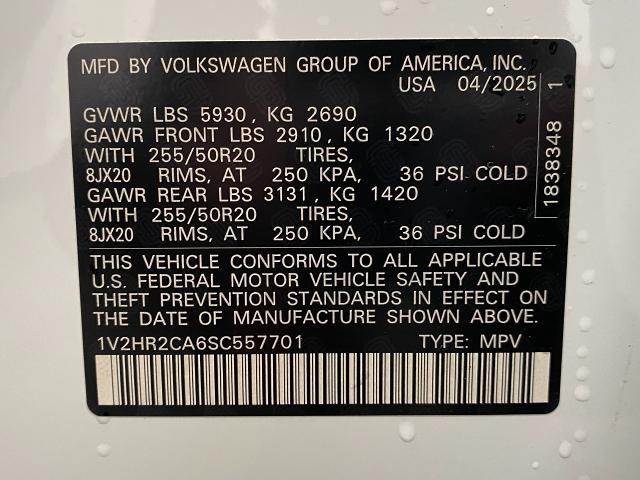 MFD BY VOLKSWAGEN GROUP OF AMERICA, INC.
USA 04/2025
GVWR LBS 5930, KG 2690
GAWR FRONT LBS 2910, KG 1320
WITH 255/50R20 TIRES,
8JX20 RIMS, AT 250 KPA, 36 PSI COLD
GAWR REAR LBS 3131, KG 1420
WITH 255/50R20 TIRES,
8JX20 RIMS, AT 250 KPA, 36 PSI COLD
THIS VEHICLE CONFORMS TO ALL APPLICABLE
U.S. FEDERAL MOTOR VEHICLE SAFETY AND
THEFT PREVENTION STANDARDS IN EFFECT ON
THE DATE OF MANUFACTURE SHOWN ABOVE.
1V2HR2CA6SC557701 TYPE: MPV
1838348 1